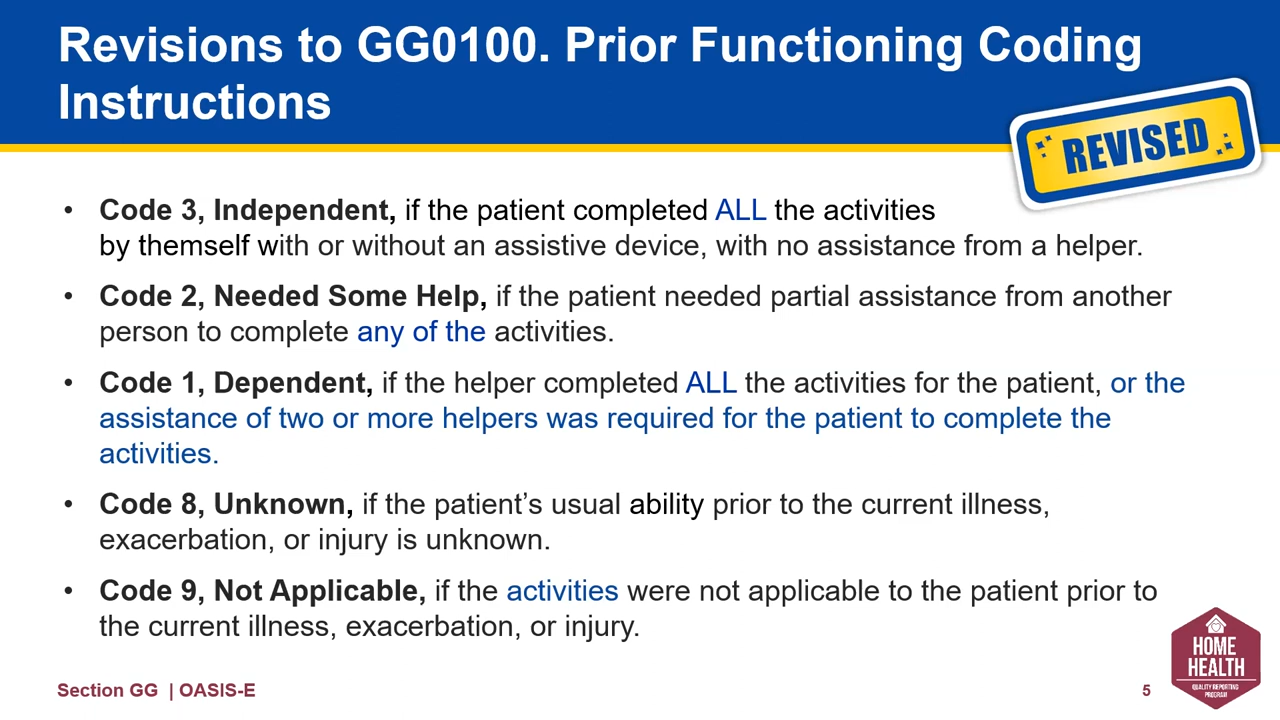 Revisions to GG0100. Prior Functioning Coding
Instructions
REVISED
• Code 3, Independent, if the patient completed ALL the activities
by themself with or without an assistive device, with no assistance from a helper.
• Code 2, Needed Some Help, if the patient needed partial assistance from another
person to complete any of the activities.
• Code 1, Dependent, if the helper completed ALL the activities for the patient, or the
assistance of two or more helpers was required for the patient to complete the
activities.
• Code 8, Unknown, if the patient’s usual ability prior to the current illness,
exacerbation, or injury is unknown.
• Code 9, Not Applicable, if the activities were not applicable to the patient prior to
the current illness, exacerbation, or injury.
Section GG | OASIS-E
5
HOME
HEALTH
QUALITY REPORTING
PROGRAM